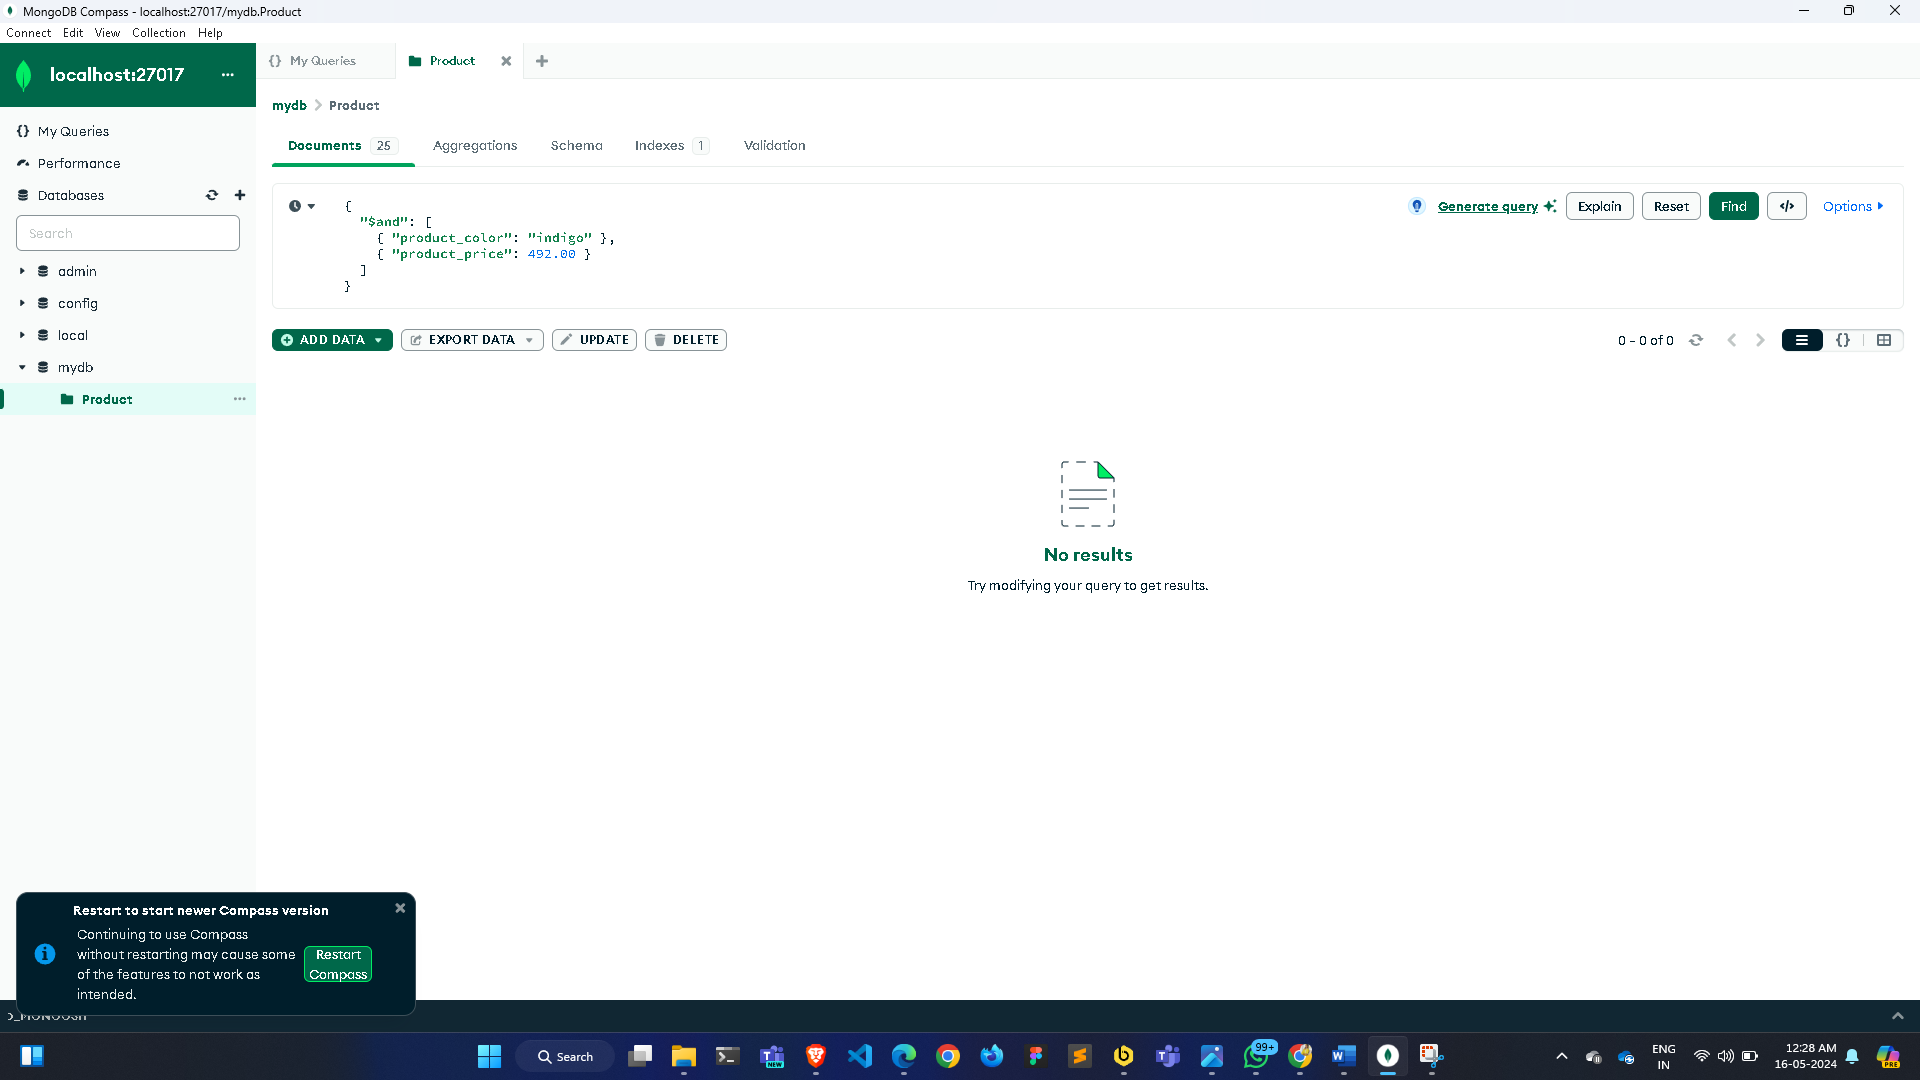 MongoDB Compass - localhost:27017/mydb.Product
Connect Edit View Collection Help
localhost:27017
My Queries
Product
mydb > Product
My Queries
Performance
Databases
Search
admin
config
local
mydb
Product
Documents 25 Aggregations Schema Indexes 1 Validation
{
"$and": [
{ "product_color": "indigo" },
{ "product_price": 492.00 }
]
}
Generate query Explain Reset Find </> Options
ADD DATA EXPORT DATA UPDATE DELETE
0 – 0 of 0
No results
Try modifying your query to get results.
Restart to start newer Compass version
Continuing to use Compass
without restarting may cause some
of the features to not work as
intended.
Restart
Compass
>_MONGOSH
Search
NEW
99+
ENG
IN
12:28 AM
16-05-2024
PRE